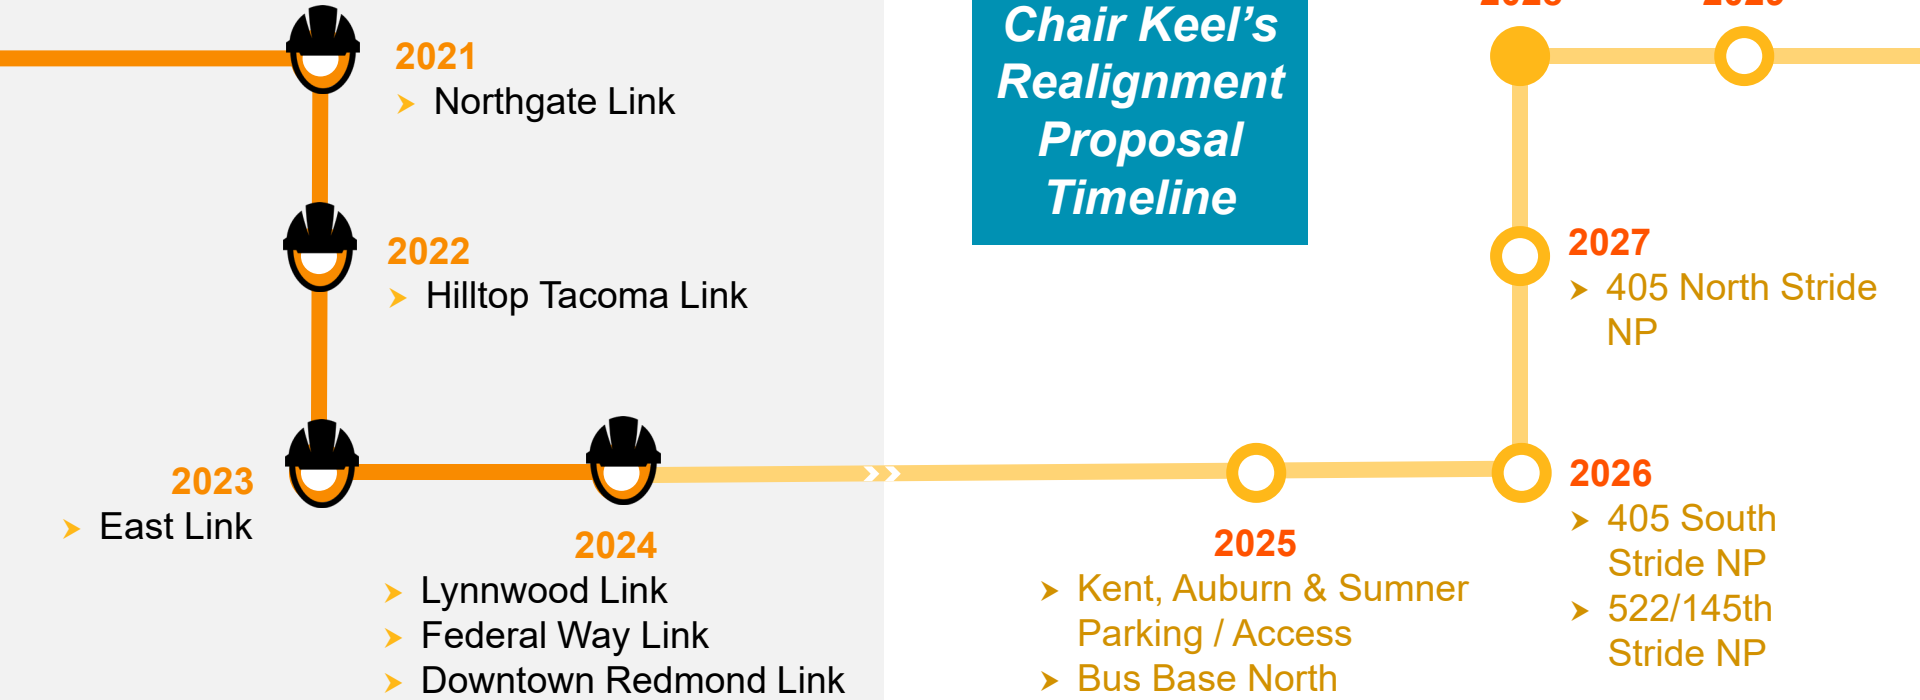 2021
Northgate Link
2022
Hilltop Tacoma Link
2023
East Link
2024
Lynnwood Link
Federal Way Link
Downtown Redmond Link
Chair Keel’s
Realignment
Proposal
Timeline
2025
Kent, Auburn & Sumner
Parking / Access
Bus Base North
2026
405 South
Stride NP
522/145th
Stride NP
2027
405 North Stride
NP